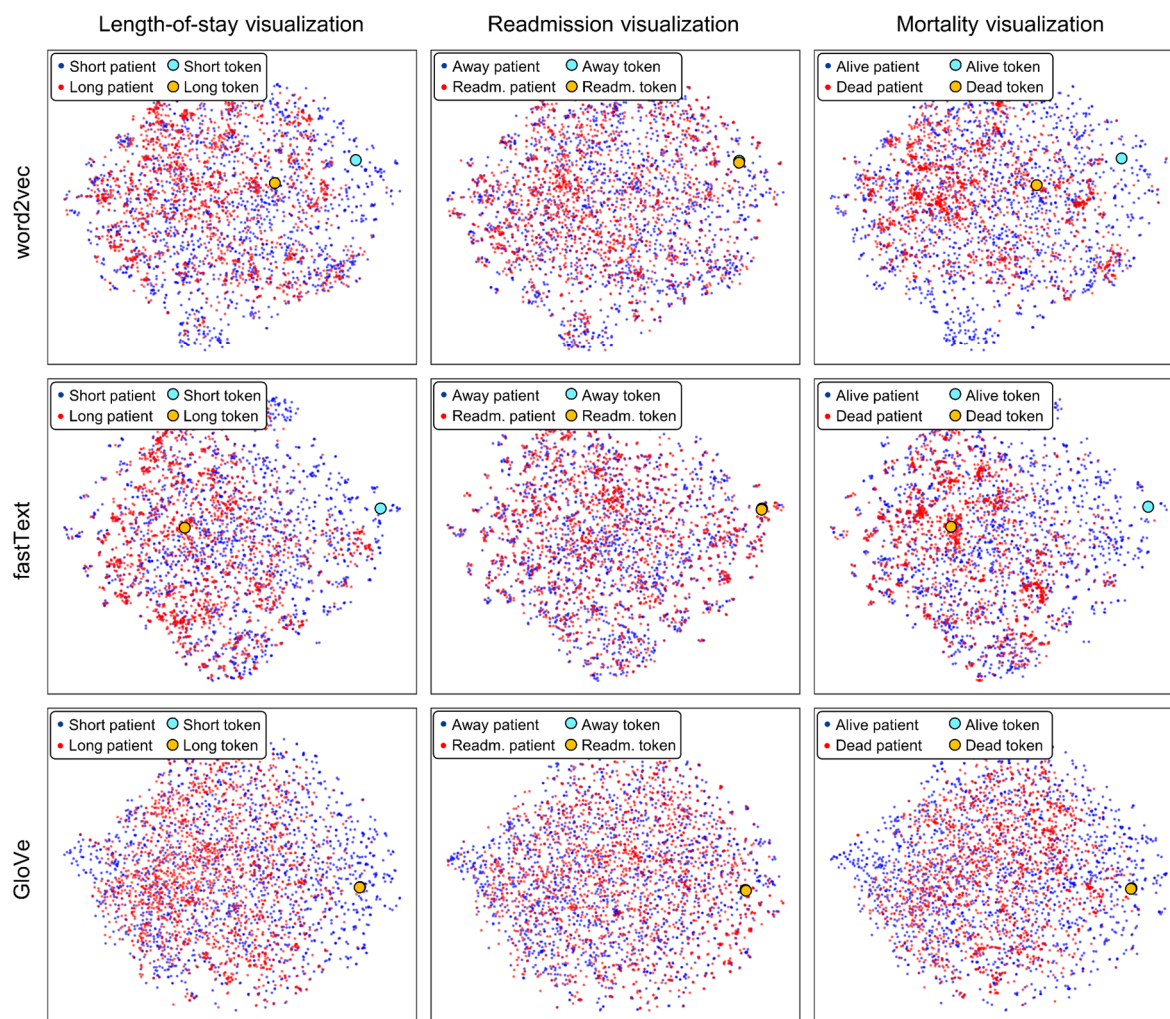 Length-of-stay visualization
Readmission visualization
Mortality visualization
word2vec
Short patient Short token
Long patient Long token
Away patient Away token
Readm. patient Readm. token
Alive patient Alive token
Dead patient Dead token
fastText
Short patient Short token
Long patient Long token
Away patient Away token
Readm. patient Readm. token
Alive patient Alive token
Dead patient Dead token
GloVe
Short patient Short token
Long patient Long token
Away patient Away token
Readm. patient Readm. token
Alive patient Alive token
Dead patient Dead token